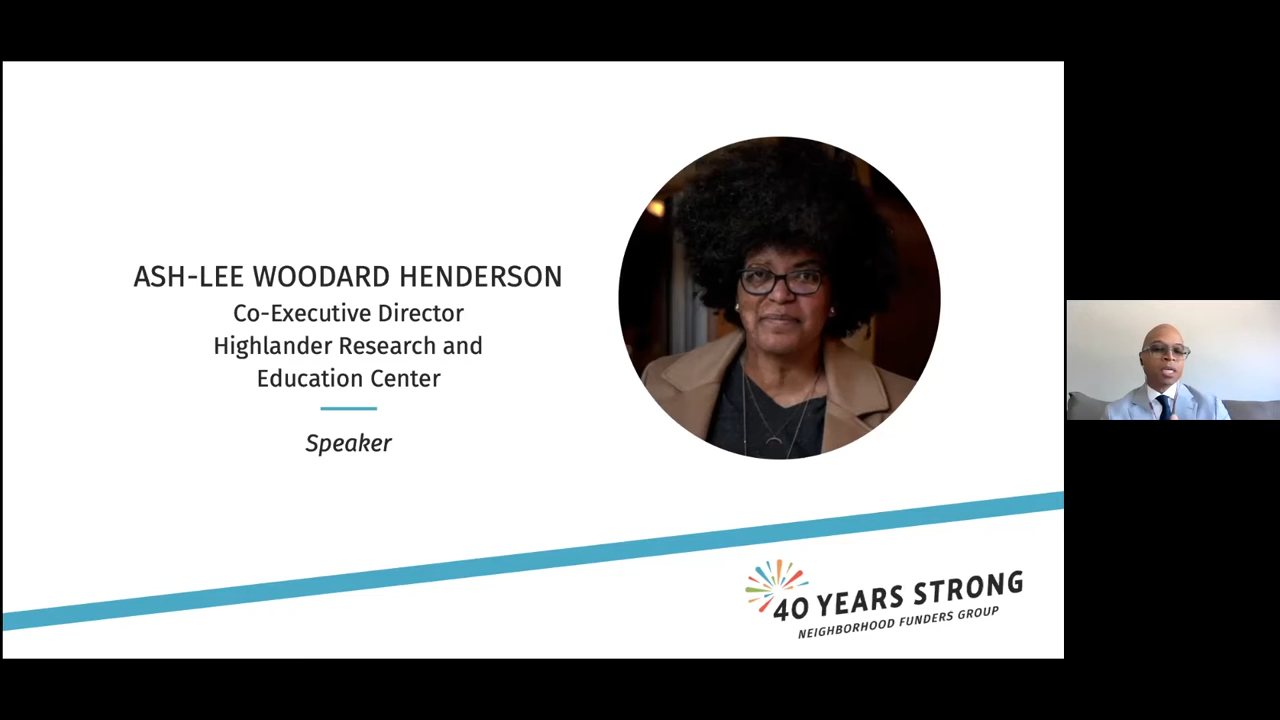 ASH-LEE WOODARD HENDERSON
Co-Executive Director
Highlander Research and
Education Center
Speaker
40 YEARS STRONG
NEIGHBORHOOD FUNDERS GROUP